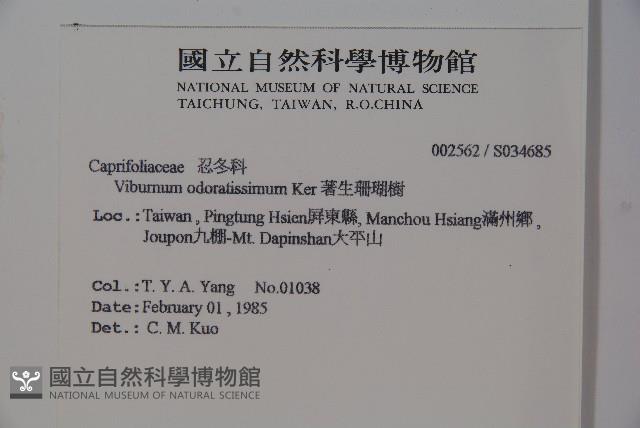 國立自然科學博物館
NATIONAL MUSEUM OF NATURAL SCIENCE
TAICHUNG, TAIWAN, R.O.CHINA
002562 / S034685
Caprifoliaceae 忍冬科
Viburnum odoratissimum Ker 著生珊瑚樹
Loc.:Taiwan , Pingtung Hsien屏東縣, Manchou Hsiang滿州鄉 ,
Joupon九棚-Mt. Dapinshan大平山
Col.:T. Y. A. Yang No.01038
Date:February 01 , 1985
Det.: C. M. Kuo
國立自然科學博物館
NATIONAL MUSEUM OF NATURAL SCIENCE